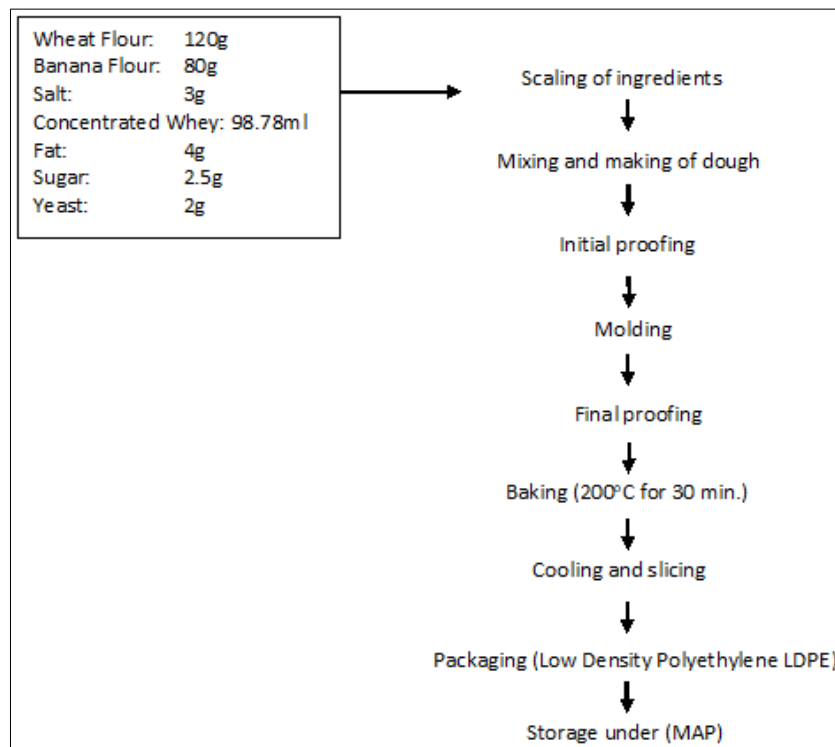 Wheat Flour: 120g
Banana Flour: 80g
Salt: 3g
Concentrated Whey: 98.78ml
Fat: 4g
Sugar: 2.5g
Yeast: 2g
Scaling of ingredients
Mixing and making of dough
Initial proofing
Molding
Final proofing
Baking (200°C for 30 min.)
Cooling and slicing
Packaging (Low Density Polyethylene LDPE)
Storage under (MAP)